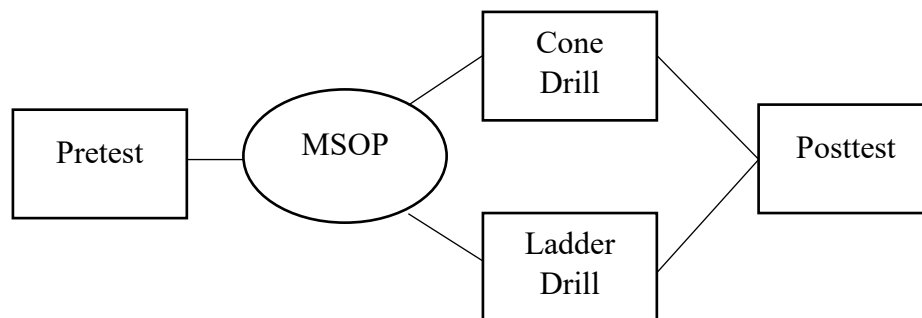 Pretest
MSOP
Cone
Drill
Ladder
Drill
Posttest